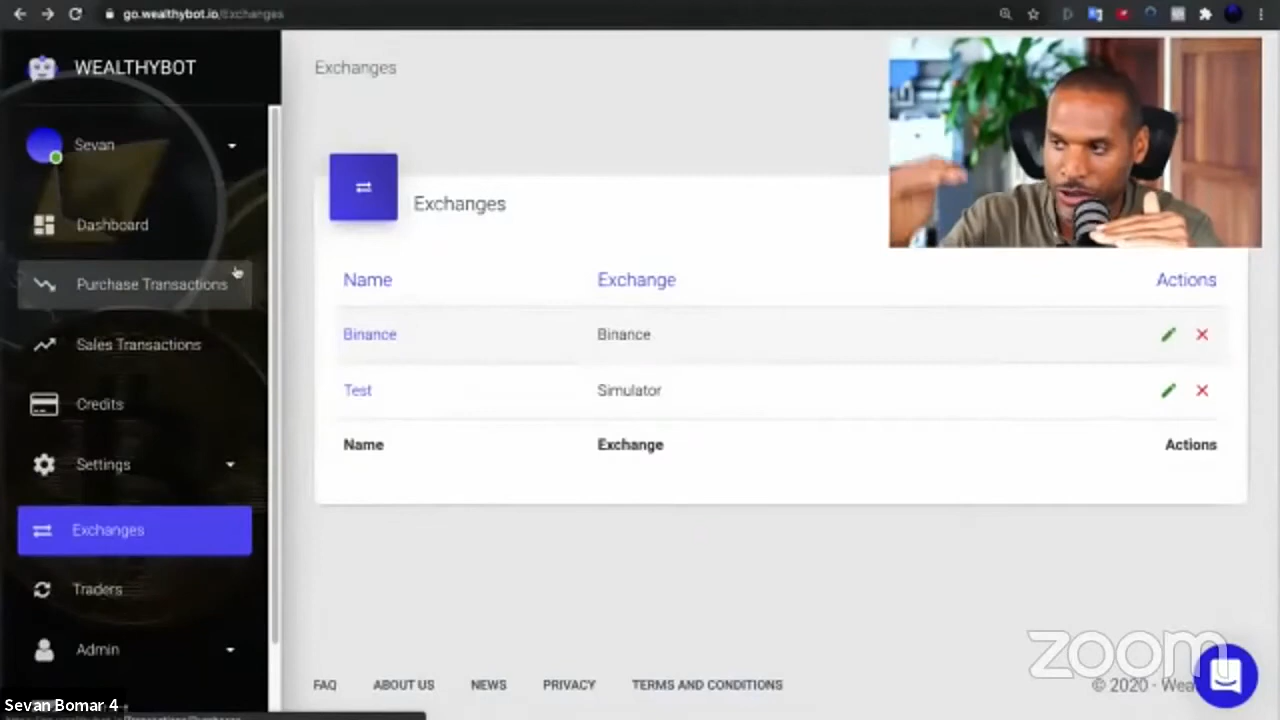 go.wealthybot.io/Exchanges
WEALTHYBOT
Exchanges
Sevan
Dashboard
Exchanges
Purchase Transactions
Name Exchange Actions
Binance Binance
Sales Transactions
Test Simulator
Credits
Name Exchange Actions
Settings
Exchanges
Traders
Admin
zoom
FAQ ABOUT US NEWS PRIVACY TERMS AND CONDITIONS © 2020 - Wea
Sevan Bomar 4